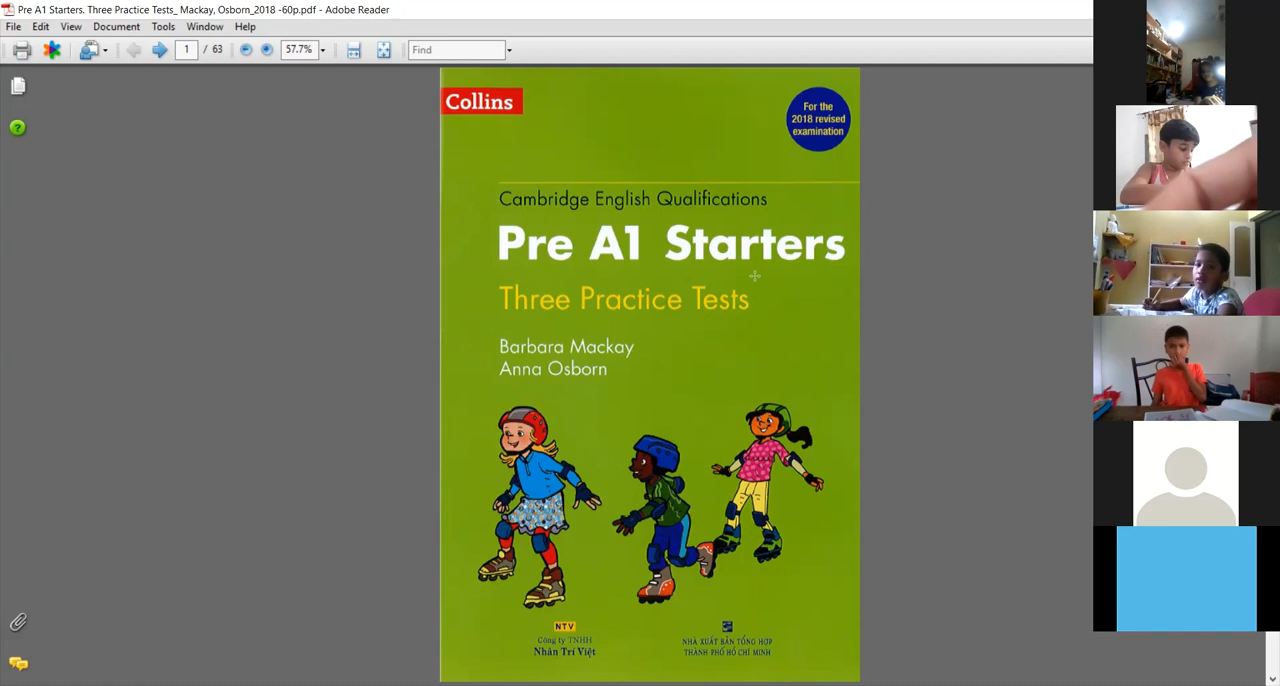 Pre A1 Starters. Three Practice Tests_ Mackay, Osborn_2018 -60p.pdf - Adobe Reader
File Edit View Document Tools Window Help
1 / 63 57.7% Find
Collins
For the
2018 revised
examination
Cambridge English Qualifications
Pre A1 Starters
Three Practice Tests
Barbara Mackay
Anna Osborn
NTV
Công ty TNHH
Nhân Trí Việt
NHÀ XUẤT BẢN TỔNG HỢP
THÀNH PHỐ HỒ CHÍ MINH